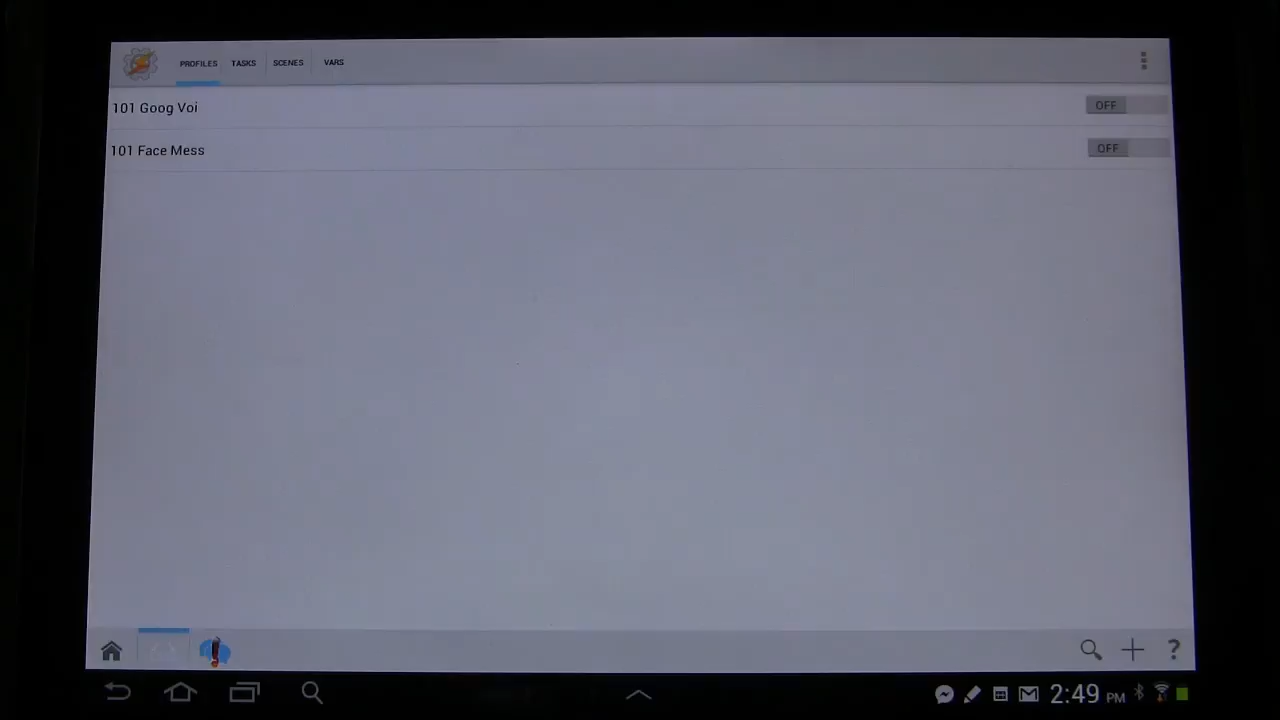 PROFILES TASKS SCENES VARS
101 Goog Voi OFF
101 Face Mess OFF
?
2:49 PM